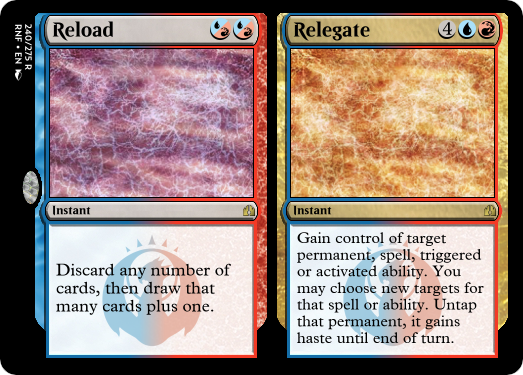 240/275 R
RNF • EN
Reload
Instant
Discard any number of
cards, then draw that
many cards plus one.
Relegate
4
Instant
Gain control of target
permanent, spell, triggered
or activated ability. You
may choose new targets for
that spell or ability. Untap
that permanent, it gains
haste until end of turn.